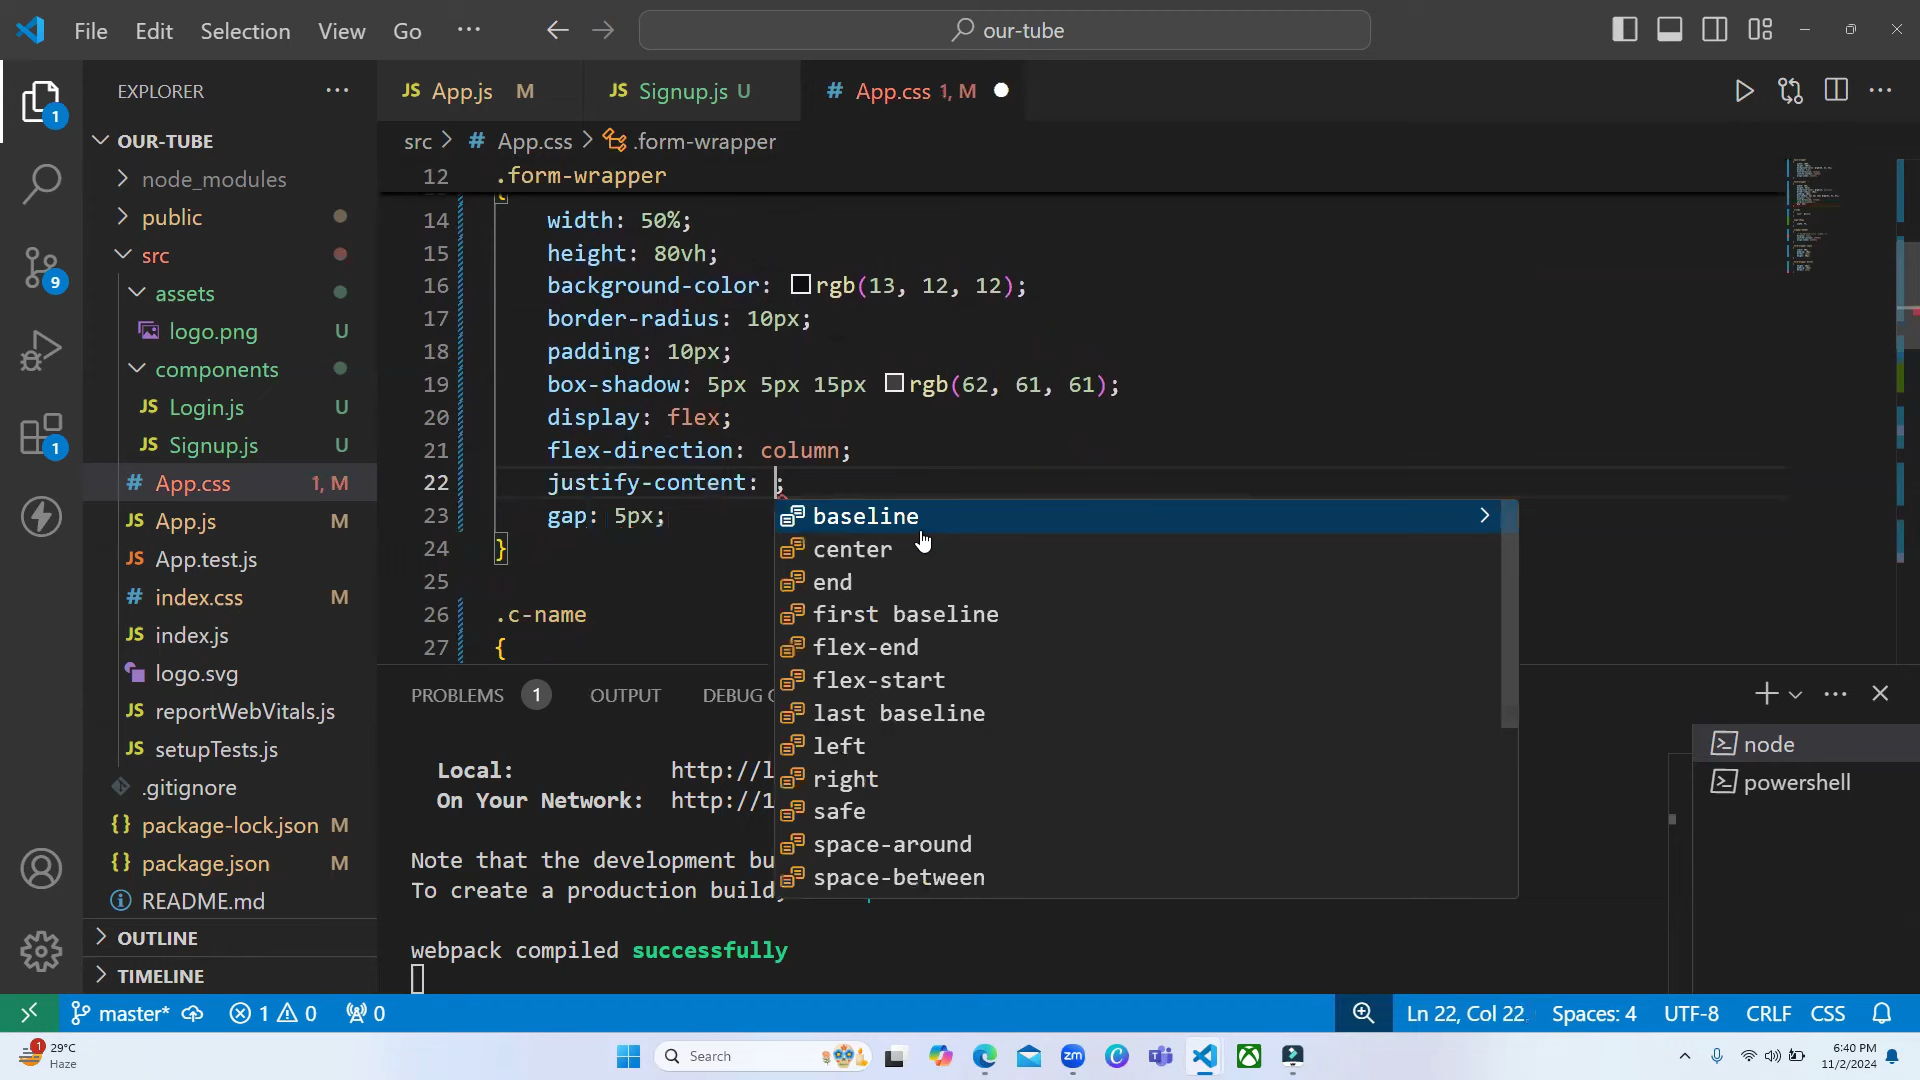 File Edit Selection View Go ··· our-tube
EXPLORER
OUR-TUBE
node_modules
public
src
assets
logo.png U
components
Login.js U
Signup.js U
App.css 1, M
App.js M
App.test.js
index.css M
index.js
logo.svg
reportWebVitals.js
setupTests.js
.gitignore
package-lock.json M
package.json M
README.md
OUTLINE
TIMELINE
1
9
1
JS App.js M JS Signup.js U # App.css 1, M
src > # App.css > .form-wrapper
12 .form-wrapper
{
14 width: 50%;
15 height: 80vh;
16 background-color: rgb(13, 12, 12);
17 border-radius: 10px;
18 padding: 10px;
19 box-shadow: 5px 5px 15px rgb(62, 61, 61);
20 display: flex;
21 flex-direction: column;
22 justify-content: ;
23 gap: 5px;
24 }
25
26 .c-name
27 {
baseline
center
end
first baseline
flex-end
flex-start
last baseline
left
right
safe
space-around
space-between
PROBLEMS 1 OUTPUT DEBUG
Local: http://l
On Your Network: http://1
Note that the development bu
To create a production build
webpack compiled successfully
node
powershell
master* 1 0 0 Ln 22, Col 22 Spaces: 4 UTF-8 CRLF CSS
29°C
Haze
Search
6:40 PM
11/2/2024